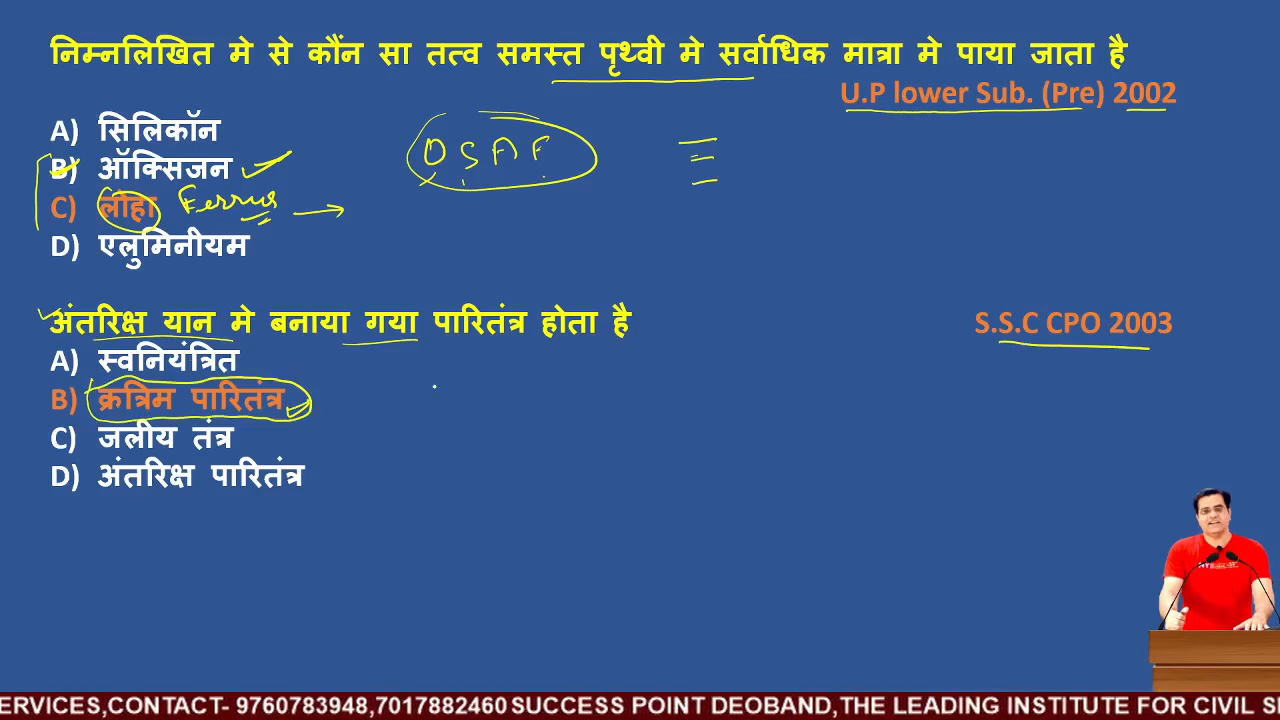 निम्नलिखित मे से कौंन सा तत्व समस्त पृथ्वी मे सर्वाधिक मात्रा मे पाया जाता है
U.P lower Sub. (Pre) 2002
A) सिलिकॉन
B) ऑक्सिजन
O S A F
C) लोहा Ferrus
D) एलुमिनीयम
अंतरिक्ष यान मे बनाया गया पारितंत्र होता है
S.S.C CPO 2003
A) स्वनियंत्रित
B) क्रत्रिम पारितंत्र
C) जलीय तंत्र
D) अंतरिक्ष पारितंत्र
ERVICES,CONTACT- 9760783948,7017882460 SUCCESS POINT DEOBAND,THE LEADING INSTITUTE FOR CIVIL SE